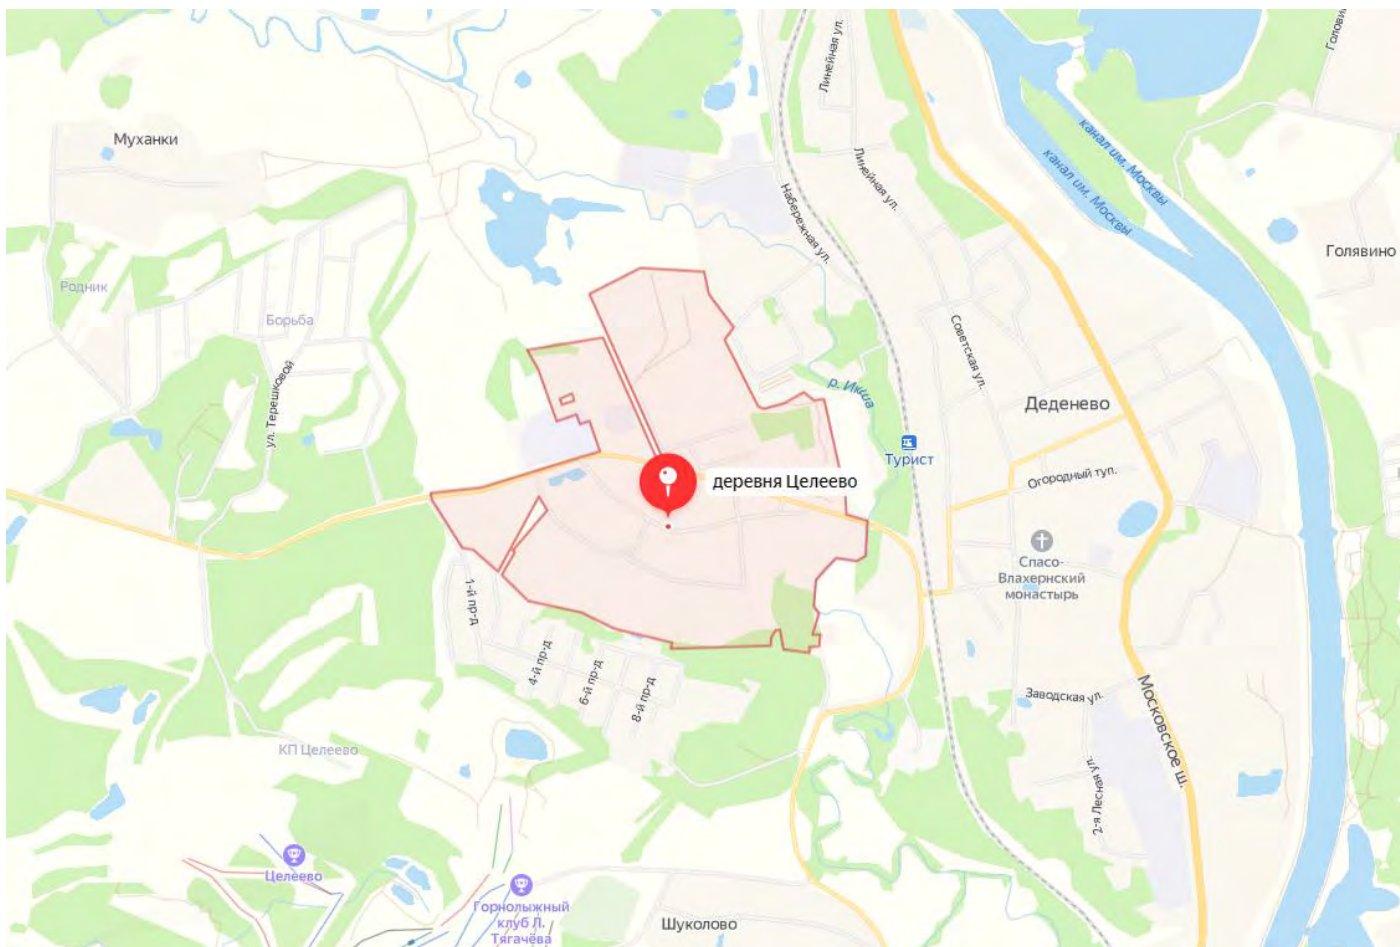 Линейная ул.
Головин
канал им. Москвы
канал им. Москвы
Муханки
Линейная ул.
Набережная ул.
Голявино
Родник
Борьба
Советская ул.
ул. Терешковой
р. Икша
Деденево
Турист
деревня Целеево
Огородный туп.
Спасо-
Влахернский
монастырь
1-й пр-д
4-й пр-д
6-й пр-д
8-й пр-д
Заводская ул.
Московское ш.
КП Целеево
2-я Лесная ул.
Целеево
Горнолыжный
клуб Л.
Тягачёва
Шуколово